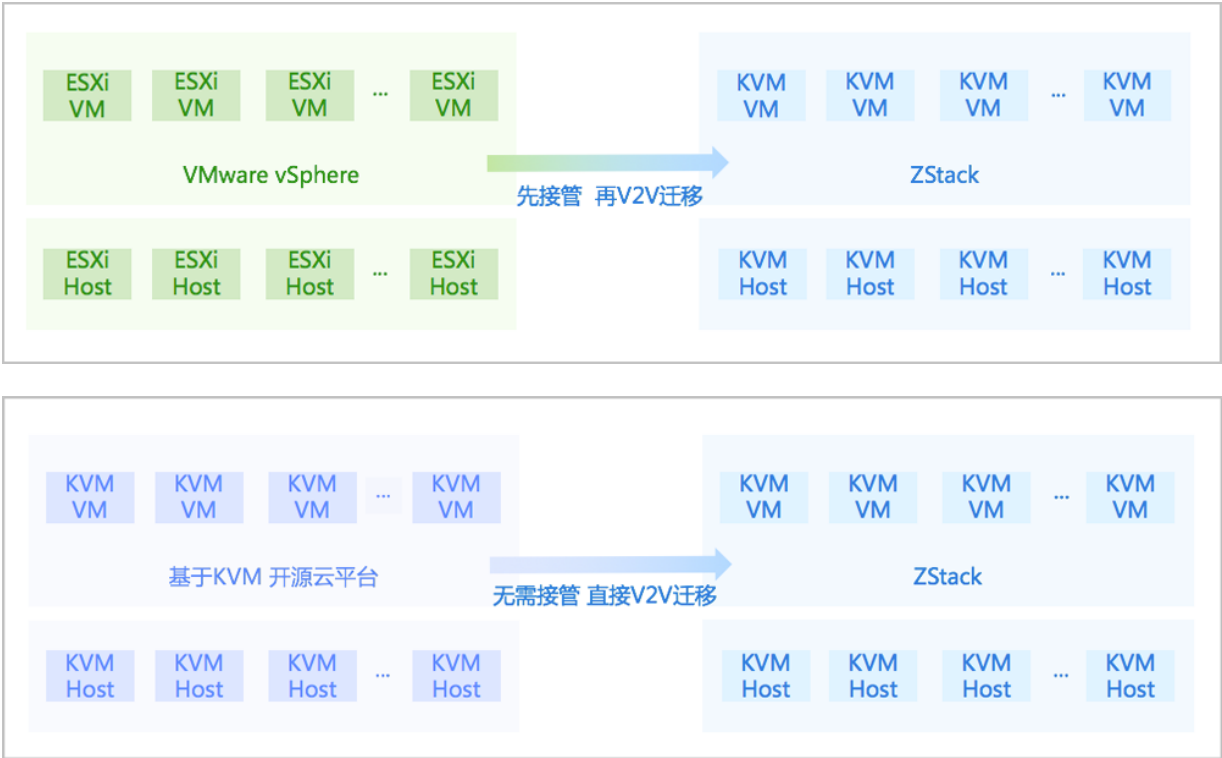 ESXi ESXi ESXi ESXi
VM VM VM ... VM
VMware vSphere
ESXi ESXi ESXi ESXi
Host Host Host ... Host
先接管 再V2V迁移
KVM KVM KVM KVM
VM VM VM ... VM
ZStack
KVM KVM KVM KVM
Host Host Host ... Host
KVM KVM KVM KVM
VM VM VM ... VM
基于KVM 开源云平台
KVM KVM KVM KVM
Host Host Host ... Host
无需接管 直接V2V迁移
KVM KVM KVM KVM
VM VM VM ... VM
ZStack
KVM KVM KVM KVM
Host Host Host ... Host